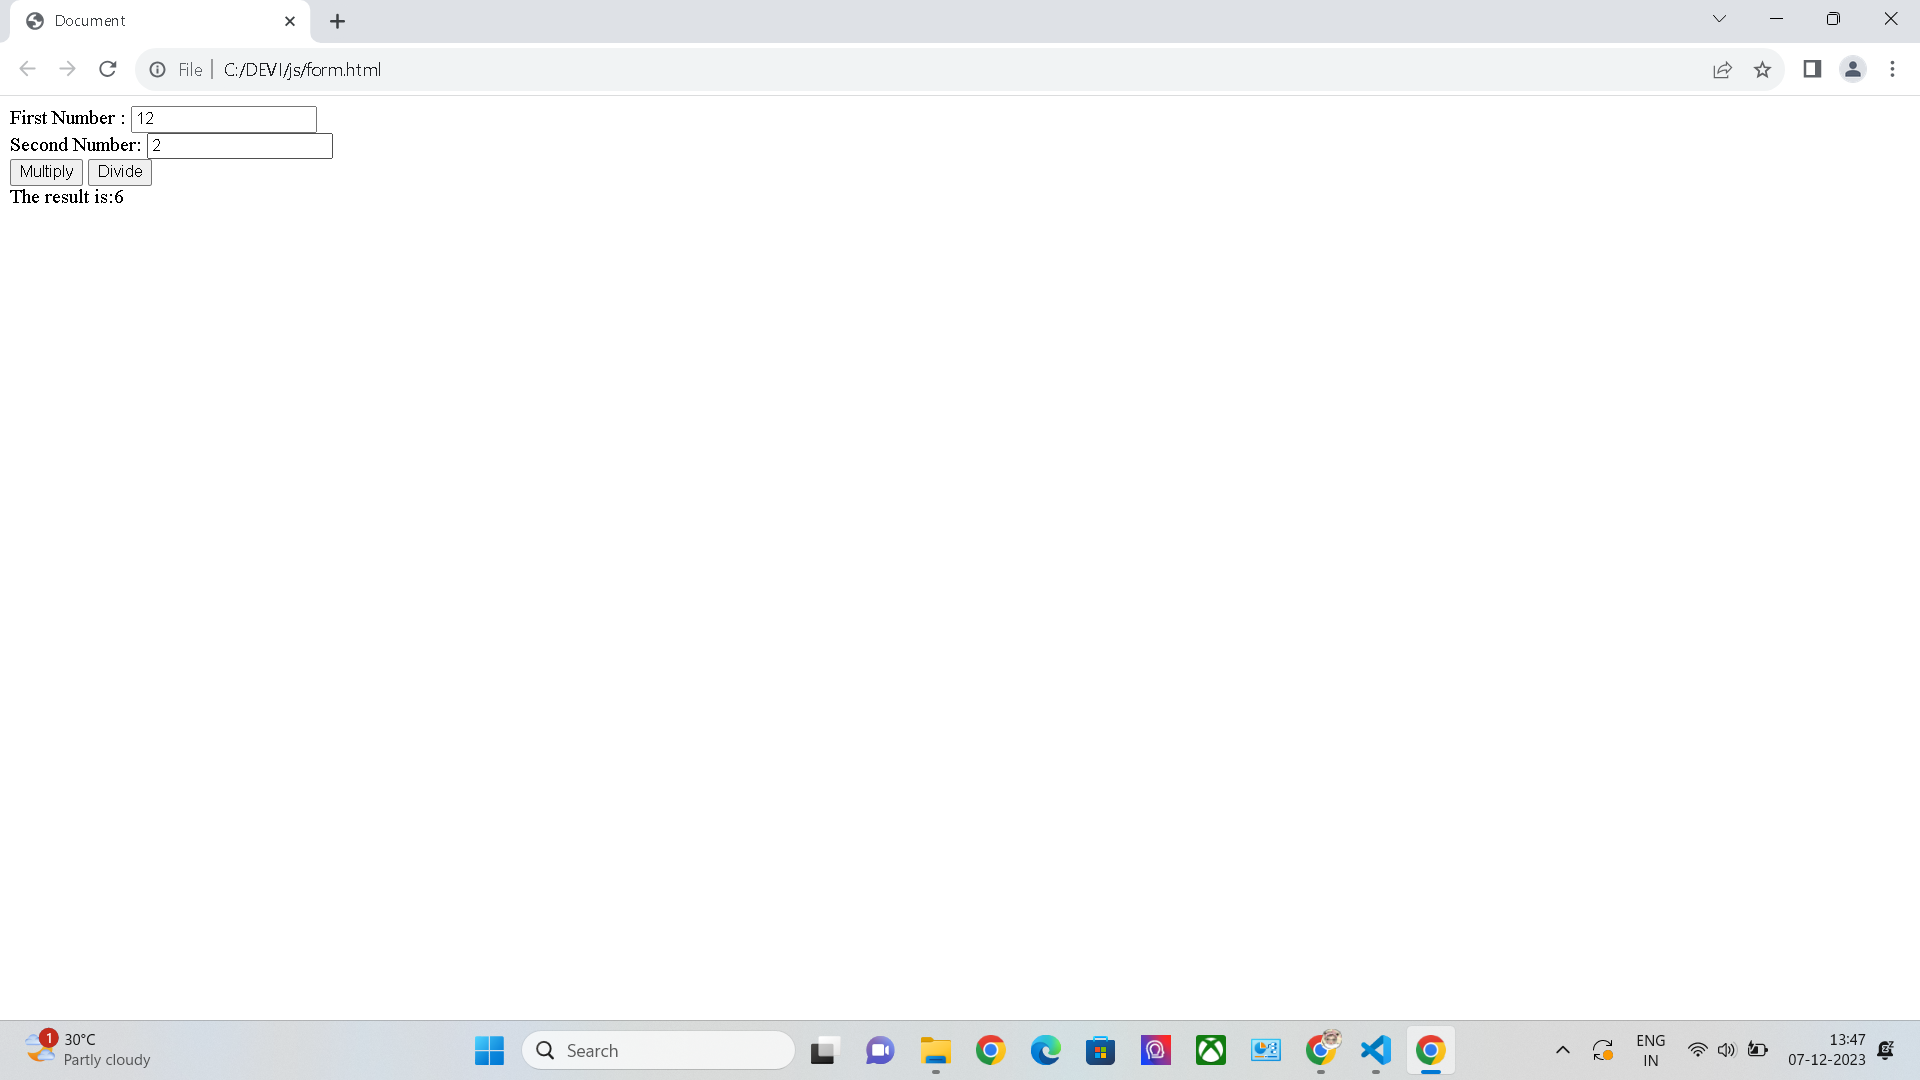 Document
File
C:/DEVI/js/form.html
First Number : 12
Second Number: 2
Multiply Divide
The result is:6
1
30°C
Partly cloudy
Search
ENG
IN
13:47
07-12-2023